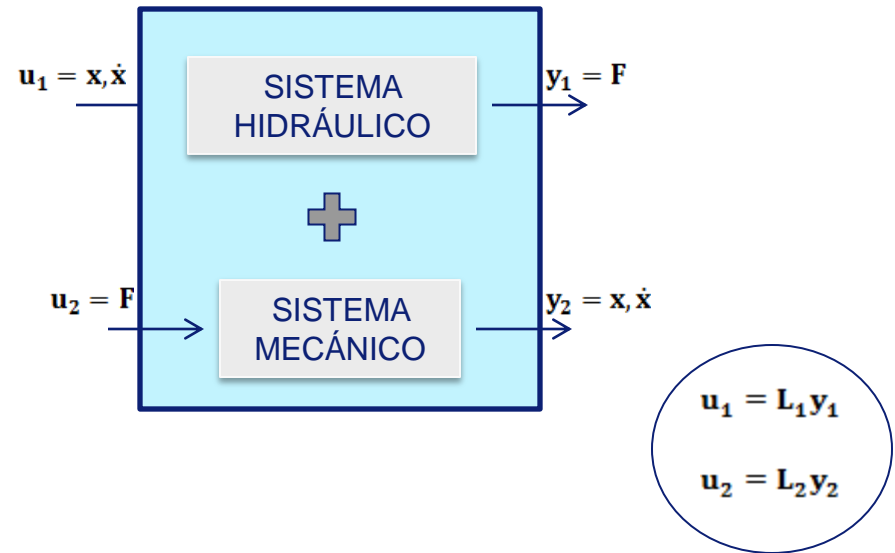 u₁ = x, ẋ
SISTEMA
HIDRÁULICO
y₁ = F
u₂ = F
SISTEMA
MECÁNICO
y₂ = x, ẋ
u₁ = L₁y₁
u₂ = L₂y₂